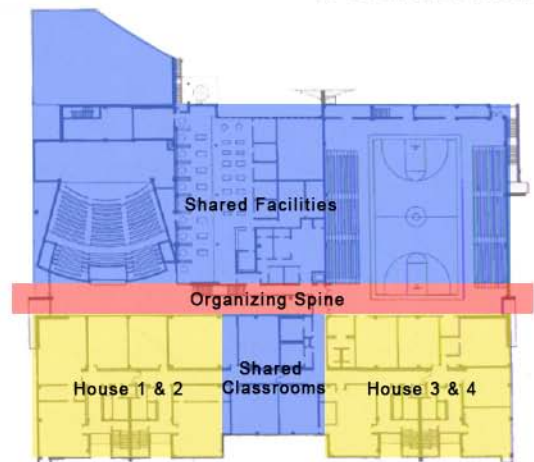 Shared Facilities
Organizing Spine
Shared
Classrooms
House 1 & 2
House 3 & 4